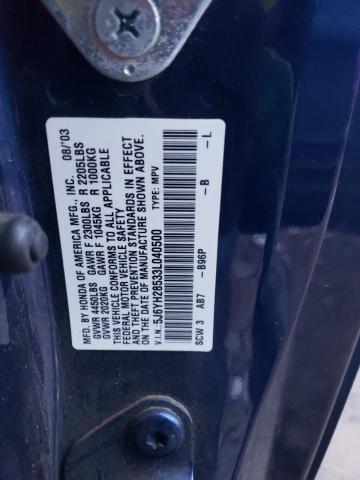 MFD. BY HONDA OF AMERICA MFG., INC. 08/'03
GVWR 4450LBS GAWR F 2300LBS R 2205LBS
GVWR 2020KG GAWR F 1045KG R 1000KG
THIS VEHICLE CONFORMS TO ALL APPLICABLE
FEDERAL MOTOR VEHICLE SAFETY
AND THEFT PREVENTION STANDARDS IN EFFECT
ON THE DATE OF MANUFACTURE SHOWN ABOVE.
V.I.N: 5J6YH28533L040500 TYPE: MPV
SCW 3 AB7 -B96P -B -L